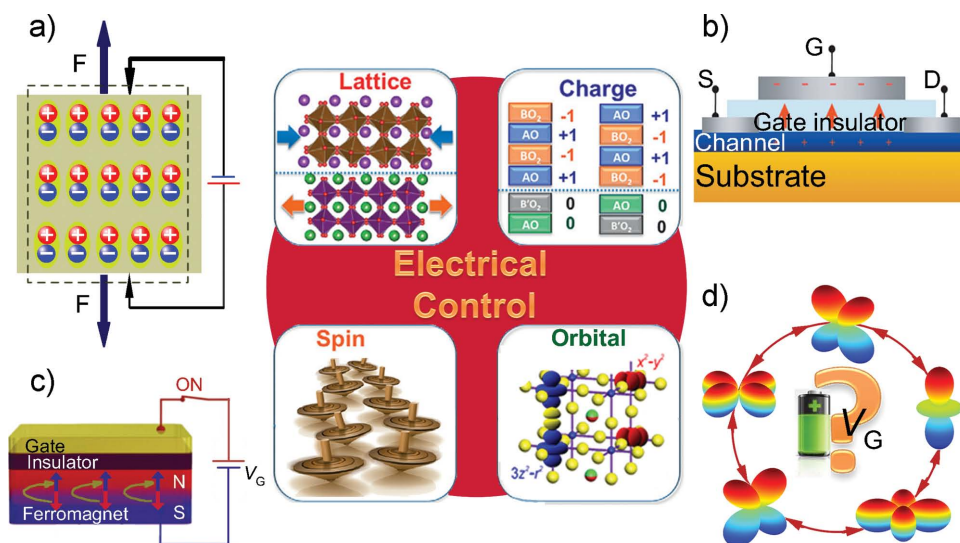 a)
F
+ + + + +
− − − − −
+ + + + +
− − − − −
+ + + + +
− − − − −
F
Lattice
Charge
BO₂ -1 AO +1
AO +1 BO₂ -1
BO₂ -1 AO +1
AO +1 BO₂ -1
B'O₂ 0 AO 0
AO 0 B'O₂ 0
Electrical
Control
Spin
Orbital
x²-y²
3z²-r²
b)
G
S
D
- - - - -
Gate insulator
Channel
+ + + +
Substrate
c)
ON
Gate
Insulator
N
Ferromagnet S
V_G
d)
+
V_G